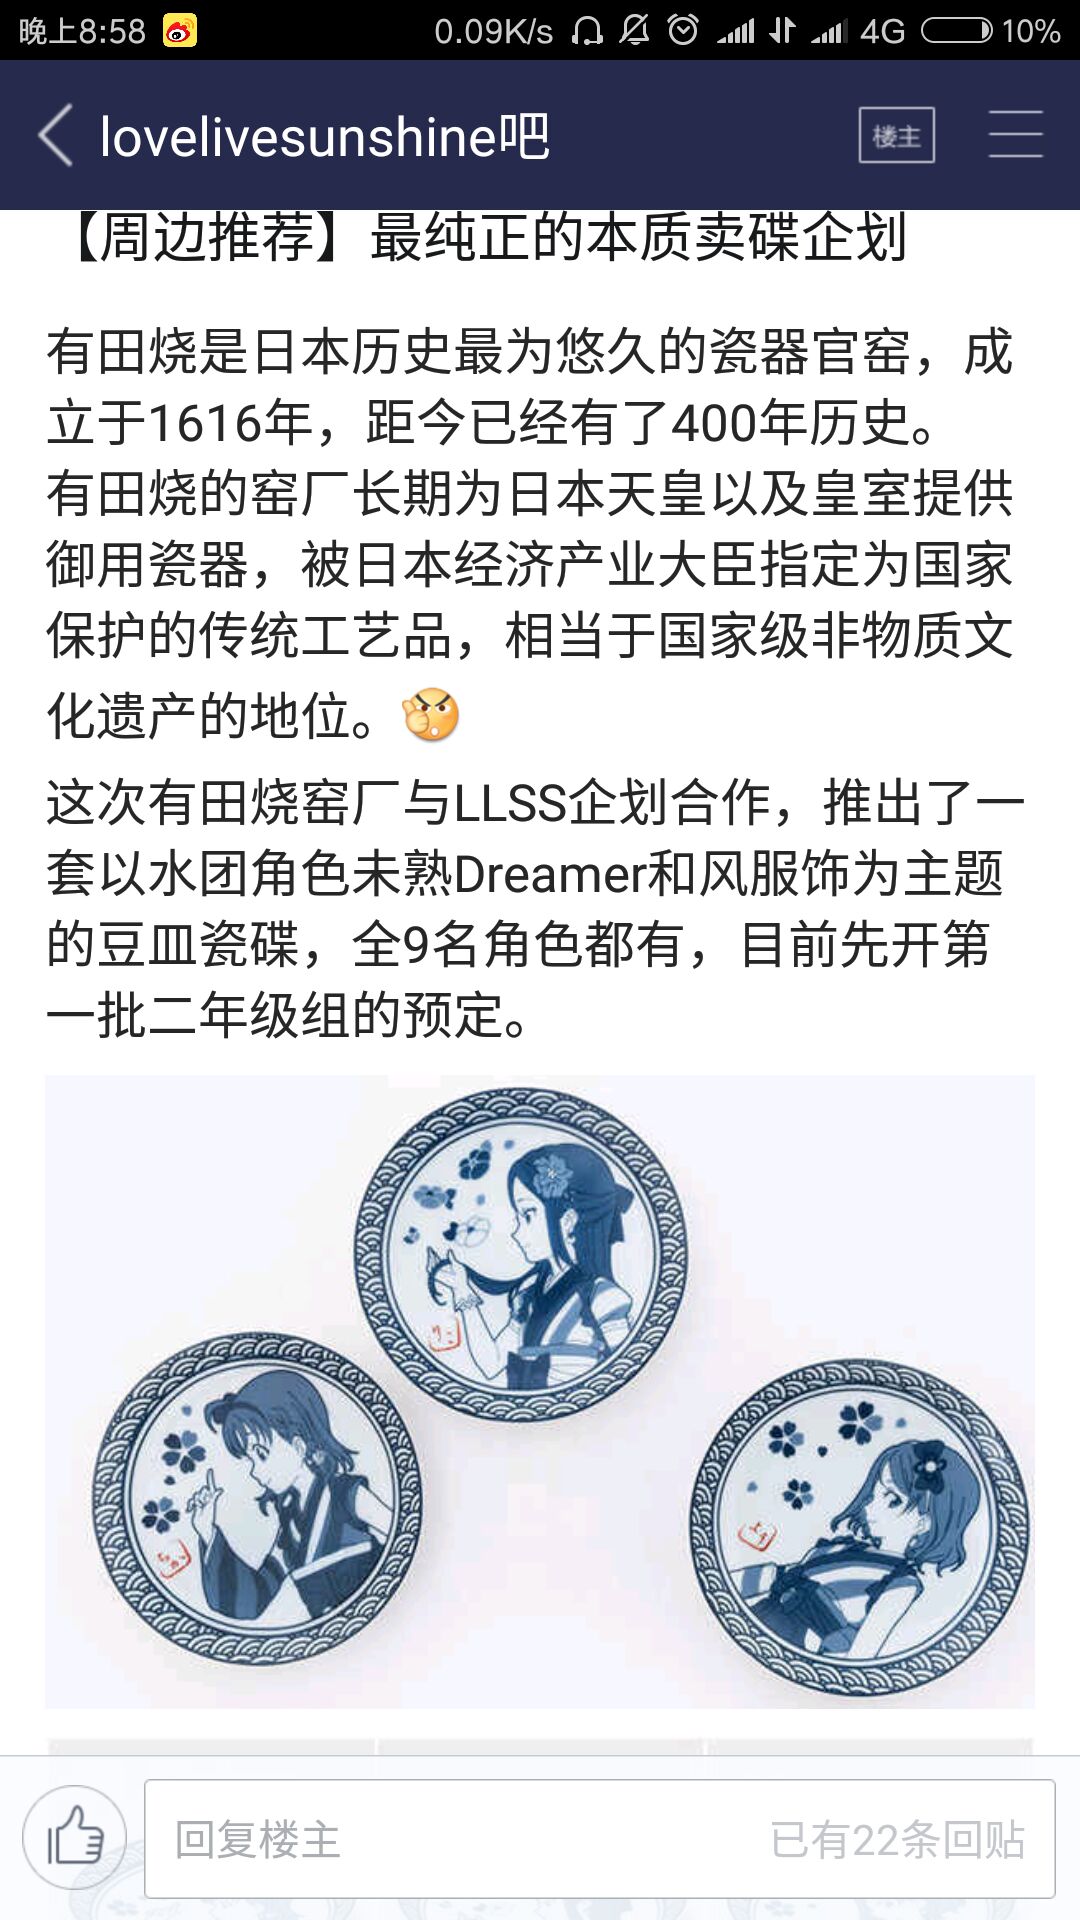 晚上8:58
0.09K/s
4G
10%
lovelivesunshine吧
楼主
【周边推荐】最纯正的本质卖碟企划
有田烧是日本历史最为悠久的瓷器官窑，成
立于1616年，距今已经有了400年历史。
有田烧的窑厂长期为日本天皇以及皇室提供
御用瓷器，被日本经济产业大臣指定为国家
保护的传统工艺品，相当于国家级非物质文
化遗产的地位。
这次有田烧窑厂与LLSS企划合作，推出了一
套以水团角色未熟Dreamer和风服饰为主题
的豆皿瓷碟，全9名角色都有，目前先开第
一批二年级组的预定。
回复楼主
已有22条回贴